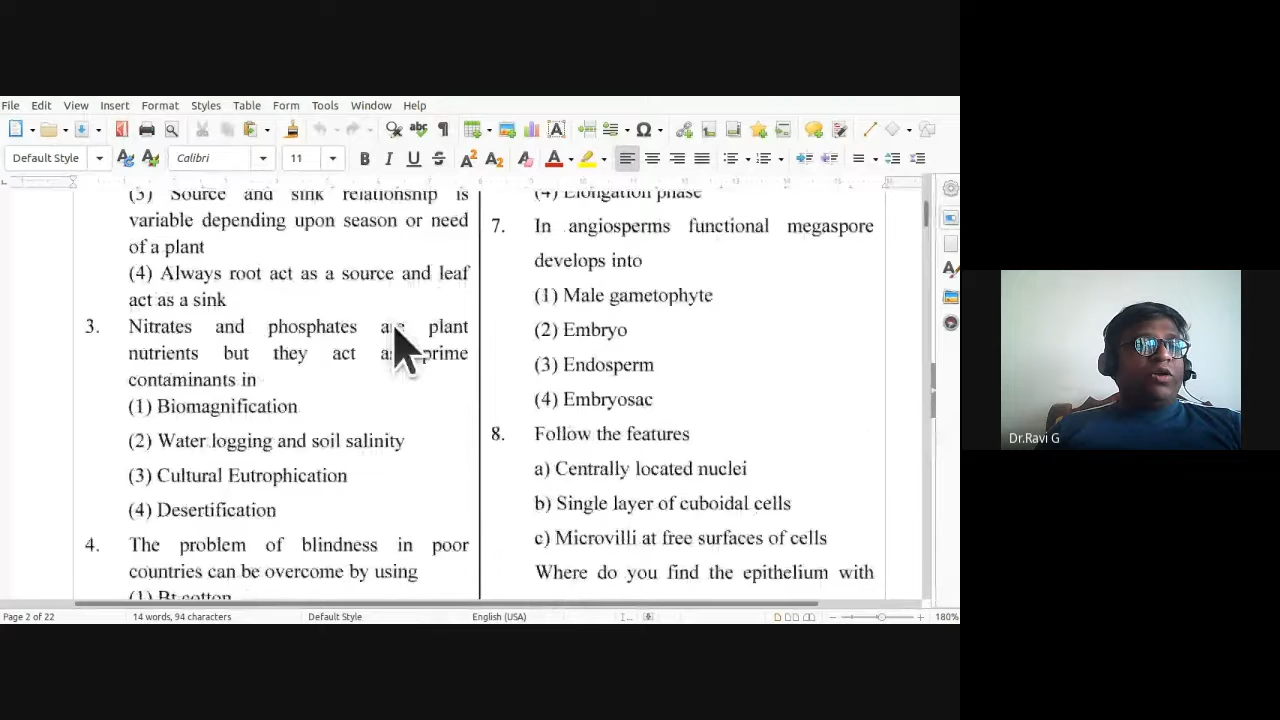 File Edit View Insert Format Styles Table Form Tools Window Help
Default Style Calibri 11
(3) Source and sink relationship is
variable depending upon season or need
of a plant
(4) Always root act as a source and leaf
act as a sink
3. Nitrates and phosphates are plant
nutrients but they act as prime
contaminants in
(1) Biomagnification
(2) Water logging and soil salinity
(3) Cultural Eutrophication
(4) Desertification
4. The problem of blindness in poor
countries can be overcome by using
(1) Bt cotton
(4) Elongation phase
7. In angiosperms functional megaspore
develops into
(1) Male gametophyte
(2) Embryo
(3) Endosperm
(4) Embryosac
8. Follow the features
a) Centrally located nuclei
b) Single layer of cuboidal cells
c) Microvilli at free surfaces of cells
Where do you find the epithelium with
Dr.Ravi G
Page 2 of 22 14 words, 94 characters Default Style English (USA) 180%